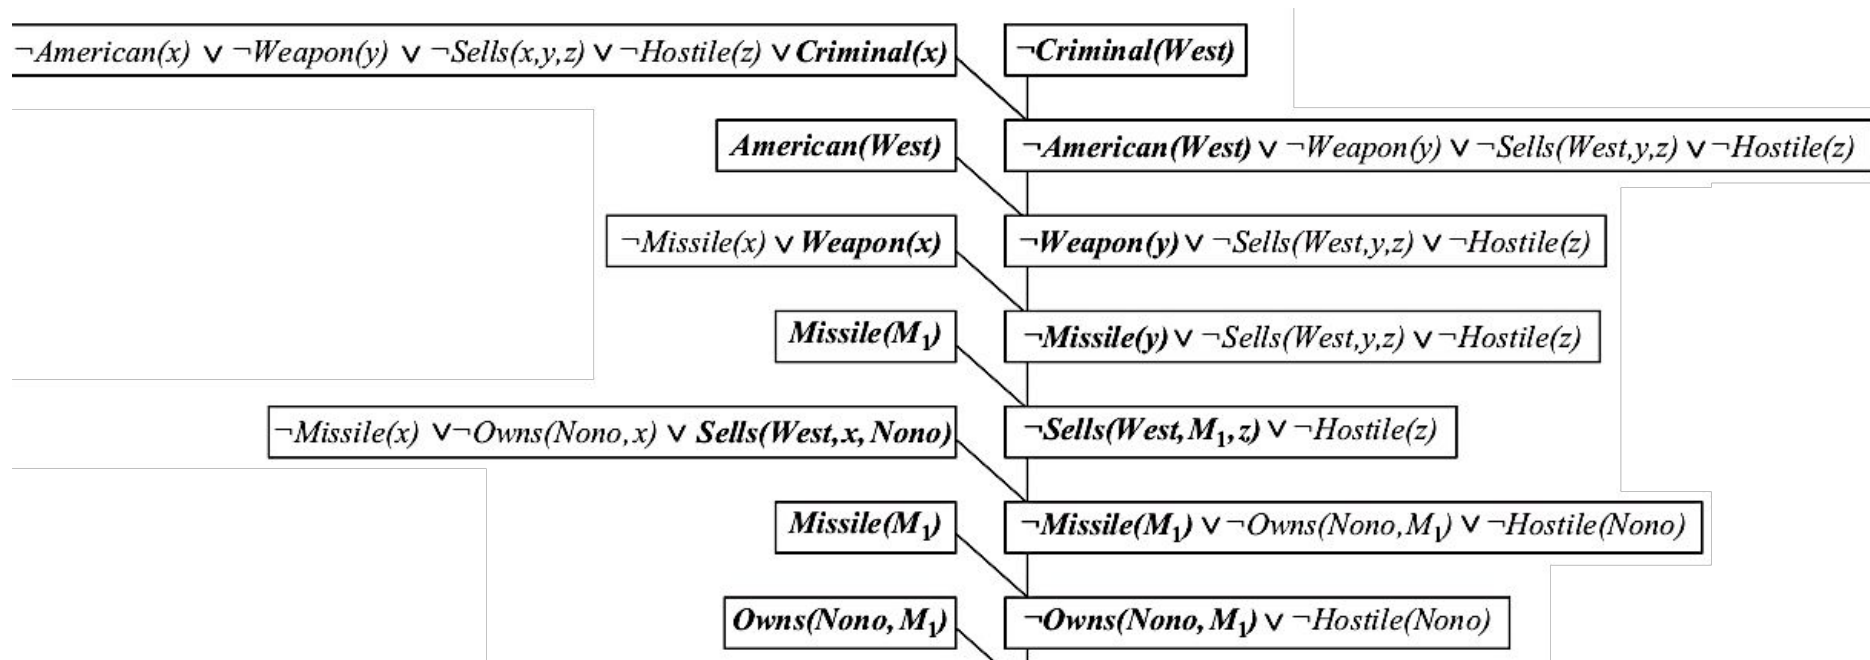 ¬American(x) ∨ ¬Weapon(y) ∨ ¬Sells(x,y,z) ∨ ¬Hostile(z) ∨ Criminal(x) ¬Criminal(West)
American(West) ¬American(West) ∨ ¬Weapon(y) ∨ ¬Sells(West,y,z) ∨ ¬Hostile(z)
¬Missile(x) ∨ Weapon(x) ¬Weapon(y) ∨ ¬Sells(West,y,z) ∨ ¬Hostile(z)
Missile(M₁) ¬Missile(y) ∨ ¬Sells(West,y,z) ∨ ¬Hostile(z)
¬Missile(x) ∨ ¬Owns(Nono,x) ∨ Sells(West,x,Nono) ¬Sells(West,M₁,z) ∨ ¬Hostile(z)
Missile(M₁) ¬Missile(M₁) ∨ ¬Owns(Nono,M₁) ∨ ¬Hostile(Nono)
Owns(Nono,M₁) ¬Owns(Nono,M₁) ∨ ¬Hostile(Nono)